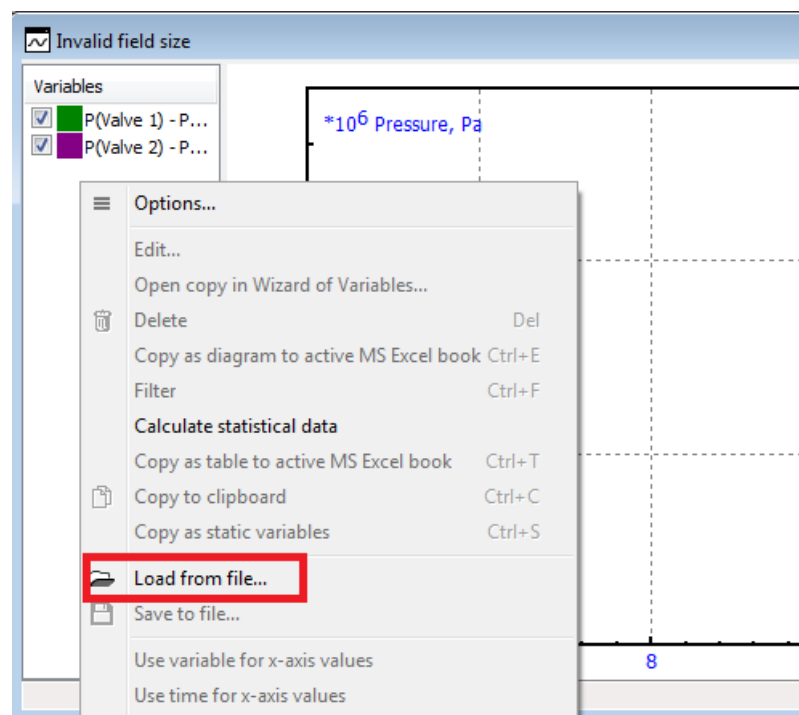 Invalid field size
Variables
P(Valve 1) - P...
P(Valve 2) - P...
*10⁶ Pressure, Pa
Options...
Edit...
Open copy in Wizard of Variables...
Delete Del
Copy as diagram to active MS Excel book Ctrl+E
Filter Ctrl+F
Calculate statistical data
Copy as table to active MS Excel book Ctrl+T
Copy to clipboard Ctrl+C
Copy as static variables Ctrl+S
Load from file...
Save to file...
Use variable for x-axis values
8
Use time for x-axis values